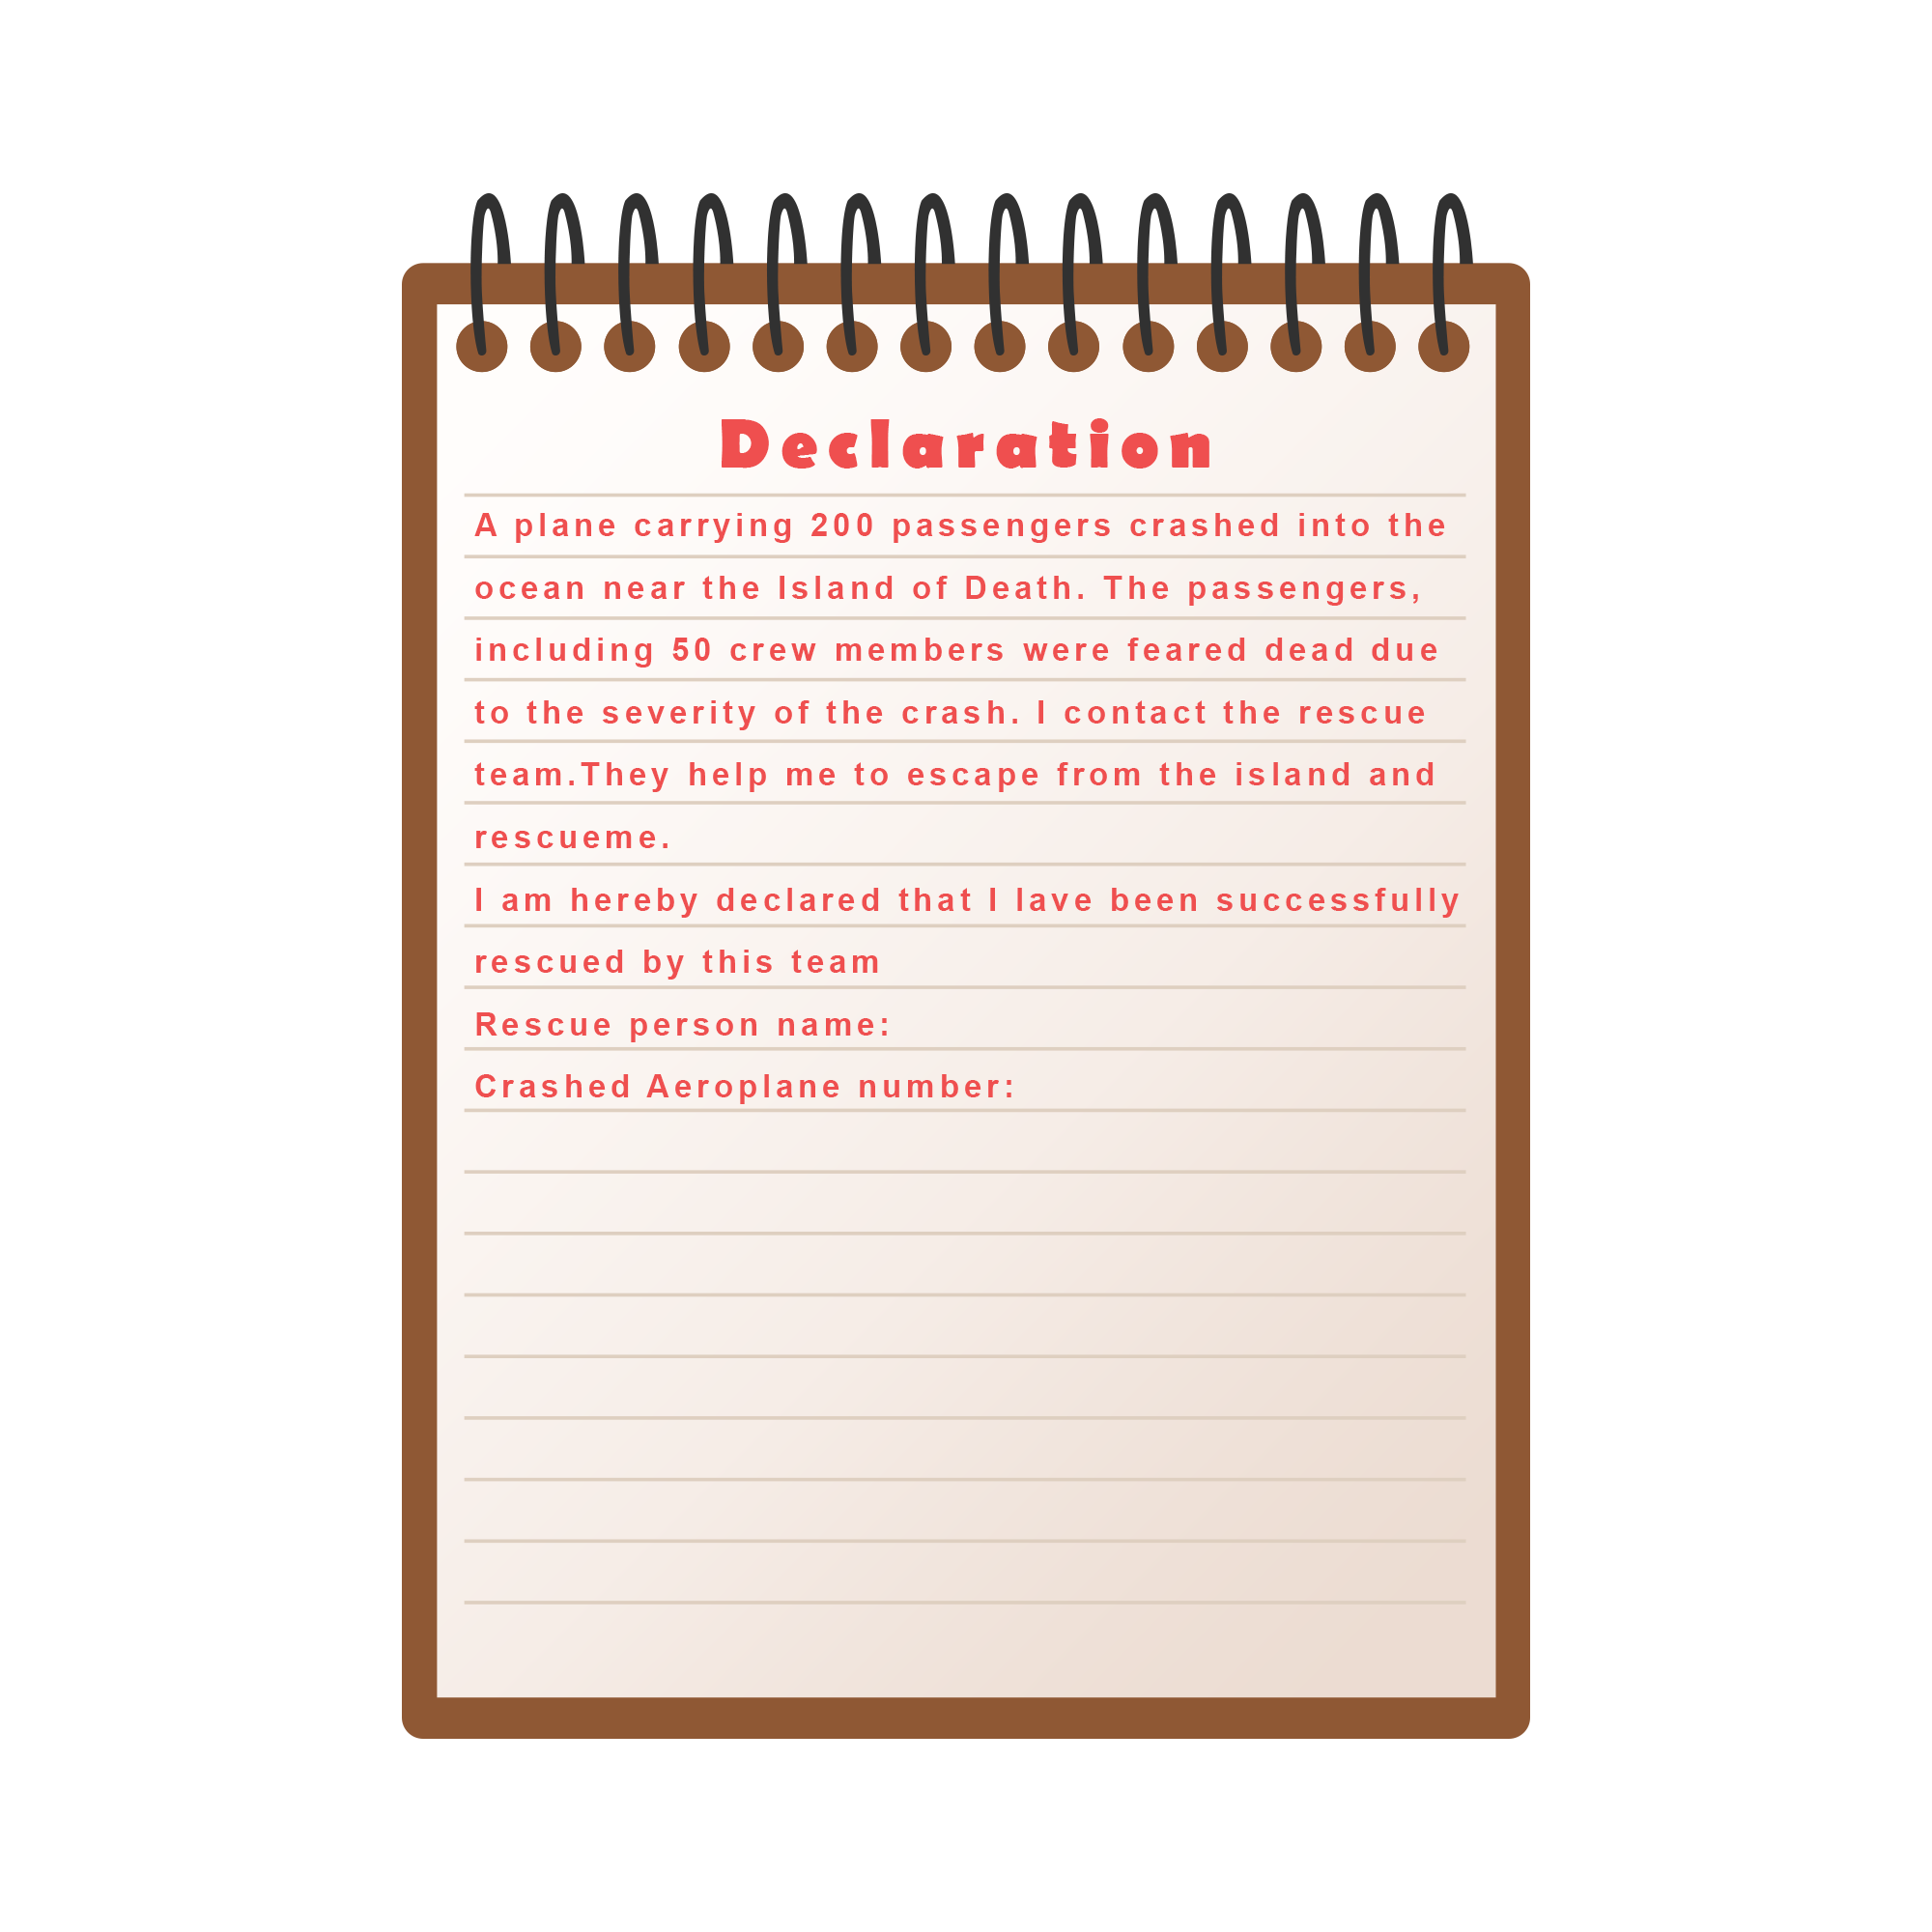 Declaration
A plane carrying 200 passengers crashed into the
ocean near the Island of Death. The passengers,
including 50 crew members were feared dead due
to the severity of the crash. I contact the rescue
team.They help me to escape from the island and
rescueme.
I am hereby declared that I lave been successfully
rescued by this team
Rescue person name:
Crashed Aeroplane number: